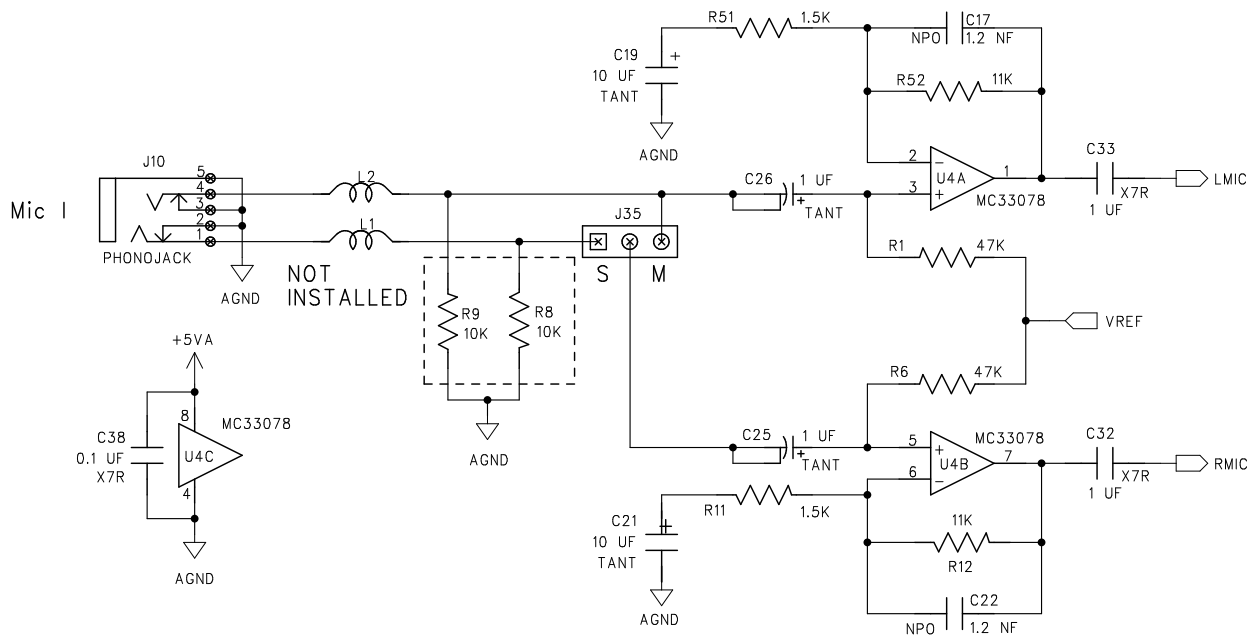 R51 1.5K
C17
NPO 1.2 NF
C19 +
10 UF
TANT
R52 11K
AGND
2 −
U4A 1
3 +
MC33078
C33
X7R
1 UF
LMIC
J10
5
4
3
2
1
Mic I
PHONOJACK
AGND
L2
L1
NOT
INSTALLED
C26 1 UF
+
TANT
J35
S M
R1 47K
R9
10K
R8
10K
AGND
VREF
R6 47K
+5VA
8
MC33078
C38
0.1 UF
X7R
U4C
4
AGND
C25 1 UF
+
TANT
5 +
U4B 7
6 −
MC33078
C32
X7R
1 UF
RMIC
R11 1.5K
C21 +
10 UF
TANT
AGND
11K
R12
C22
NPO 1.2 NF